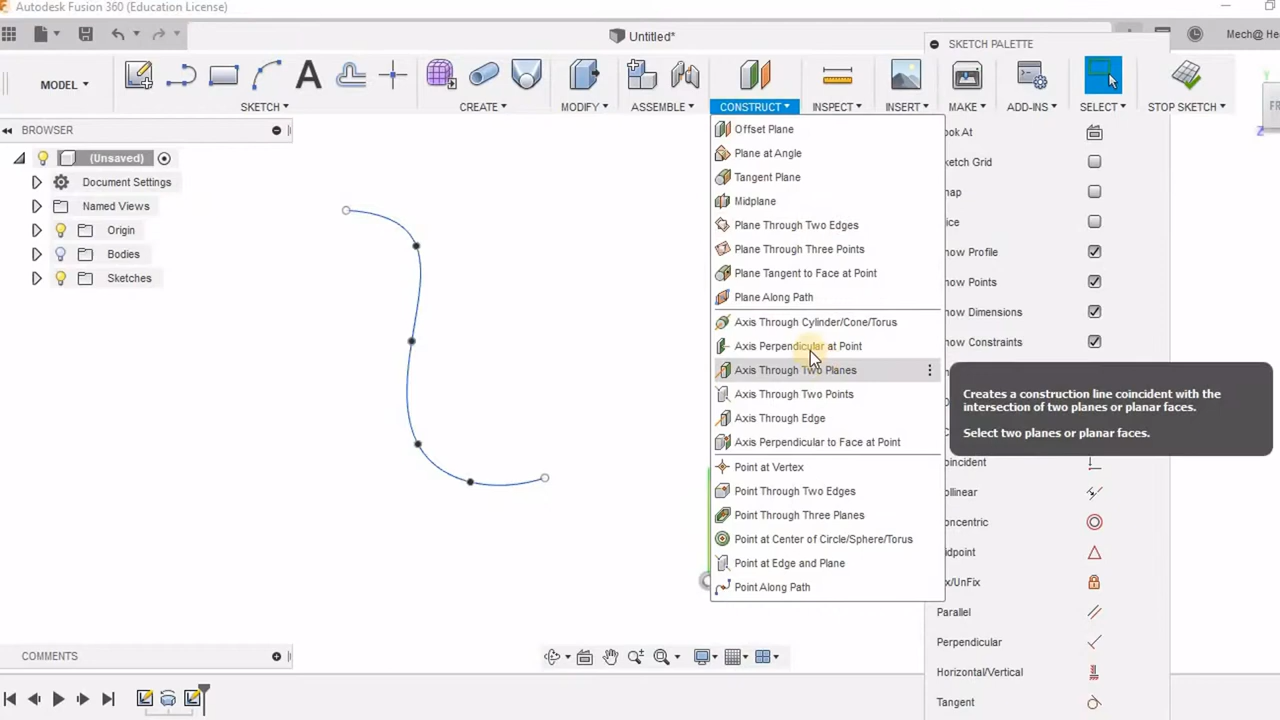 Autodesk Fusion 360 (Education License)
Untitled*
Mech@ He
MODEL
SKETCH
CREATE
MODIFY
ASSEMBLE
CONSTRUCT
INSPECT
INSERT
MAKE
ADD-INS
SELECT
STOP SKETCH
SKETCH PALETTE
FR
BROWSER
(Unsaved)
Document Settings
Named Views
Origin
Bodies
Sketches
Offset Plane
Plane at Angle
Tangent Plane
Midplane
Plane Through Two Edges
Plane Through Three Points
Plane Tangent to Face at Point
Plane Along Path
Axis Through Cylinder/Cone/Torus
Axis Perpendicular at Point
Axis Through Two Planes
Axis Through Two Points
Axis Through Edge
Axis Perpendicular to Face at Point
Point at Vertex
Point Through Two Edges
Point Through Three Planes
Point at Center of Circle/Sphere/Torus
Point at Edge and Plane
Point Along Path
ook At
ketch Grid
nap
lice
how Profile
how Points
how Dimensions
how Constraints
Creates a construction line coincident with the
intersection of two planes or planar faces.
Select two planes or planar faces.
oincident
ollinear
oncentric
idpoint
ix/UnFix
Parallel
Perpendicular
Horizontal/Vertical
Tangent
COMMENTS
Y
Z